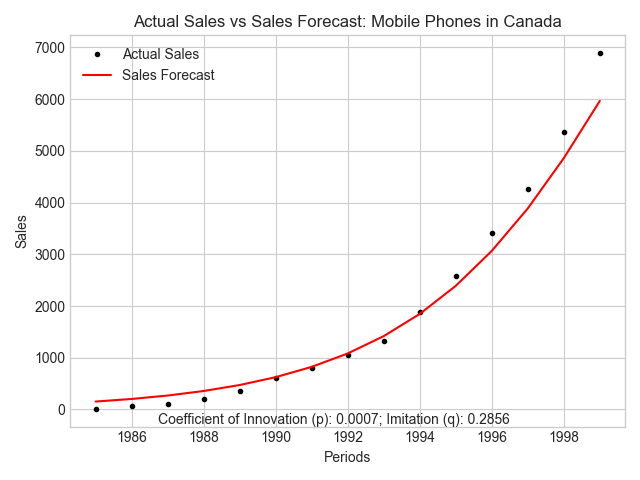 Actual Sales vs Sales Forecast: Mobile Phones in Canada
Actual Sales
Sales Forecast
7000
6000
5000
4000
3000
2000
1000
0
Sales
Coefficient of Innovation (p): 0.0007; Imitation (q): 0.2856
1986 1988 1990 1992 1994 1996 1998
Periods